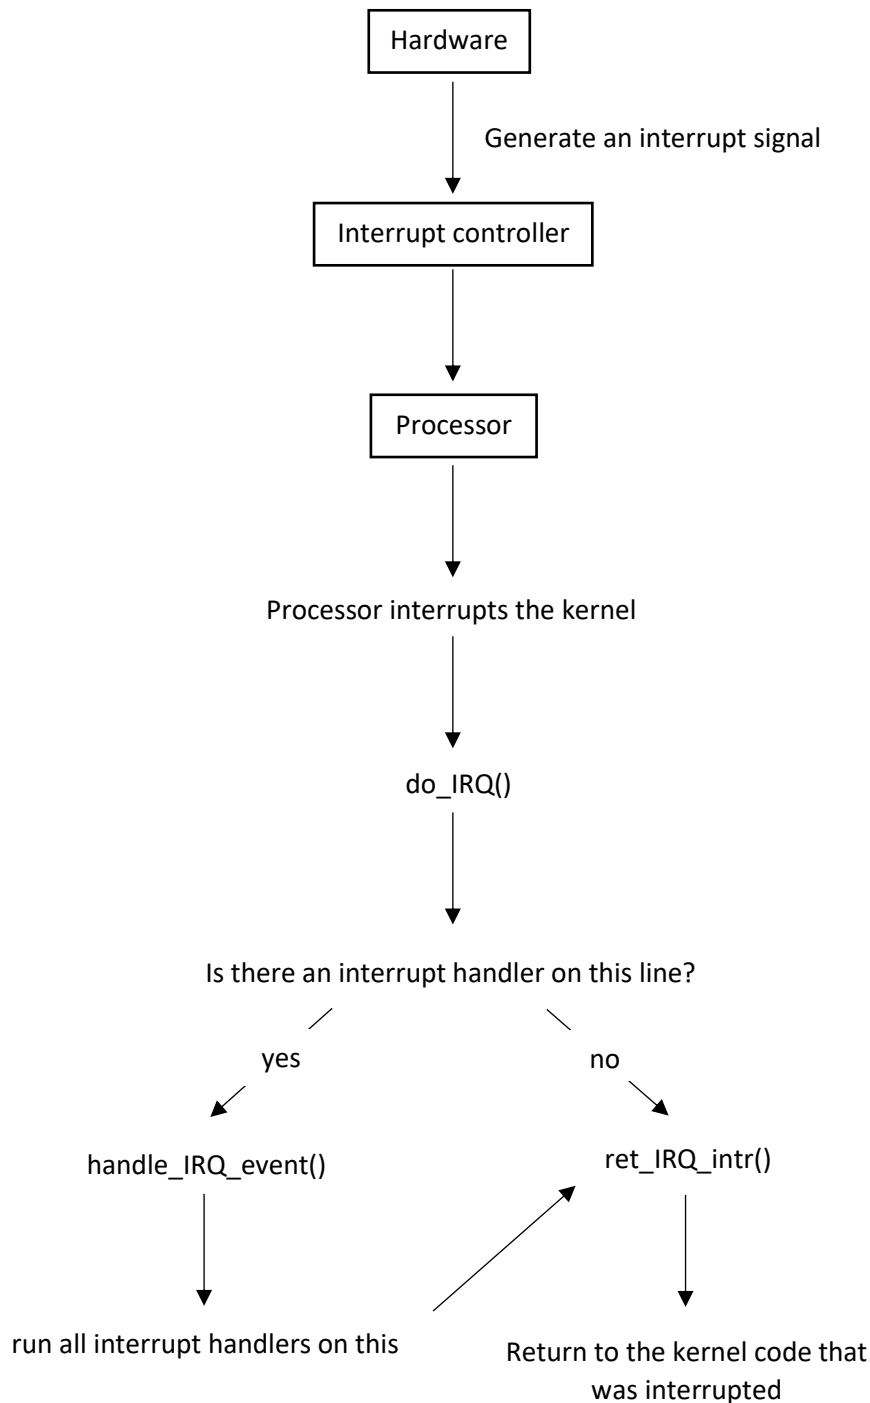 Hardware
Generate an interrupt signal
Interrupt controller
Processor
Processor interrupts the kernel
do_IRQ()
Is there an interrupt handler on this line?
yes
no
handle_IRQ_event()
ret_IRQ_intr()
run all interrupt handlers on this
Return to the kernel code that
was interrupted